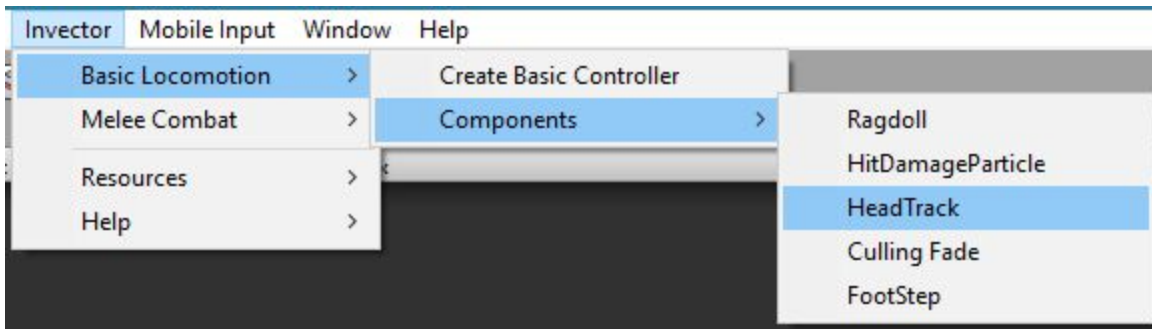 Invector Mobile Input Window Help
Basic Locomotion
Melee Combat
Resources
Help
Create Basic Controller
Components
Ragdoll
HitDamageParticle
HeadTrack
Culling Fade
FootStep